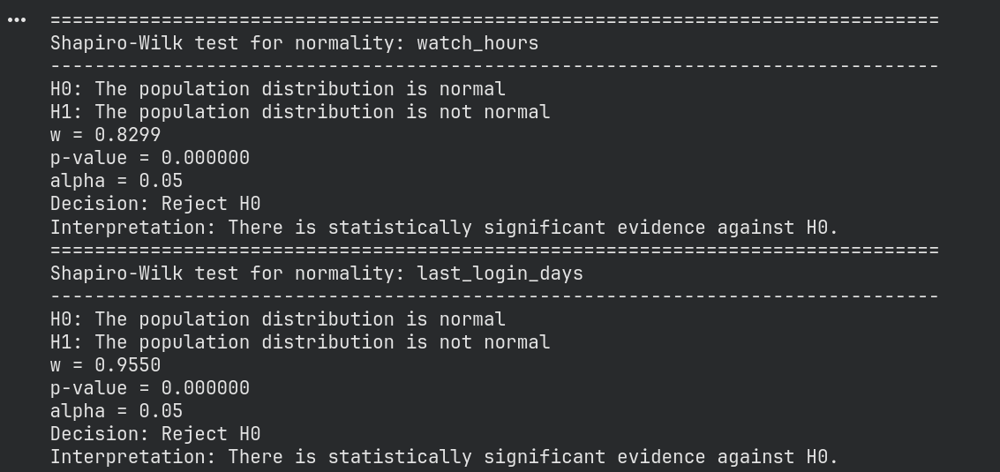 ================================================================================
Shapiro-Wilk test for normality: watch_hours
--------------------------------------------------------------------------------
H0: The population distribution is normal
H1: The population distribution is not normal
w = 0.8299
p-value = 0.000000
alpha = 0.05
Decision: Reject H0
Interpretation: There is statistically significant evidence against H0.
================================================================================
Shapiro-Wilk test for normality: last_login_days
--------------------------------------------------------------------------------
H0: The population distribution is normal
H1: The population distribution is not normal
w = 0.9550
p-value = 0.000000
alpha = 0.05
Decision: Reject H0
Interpretation: There is statistically significant evidence against H0.